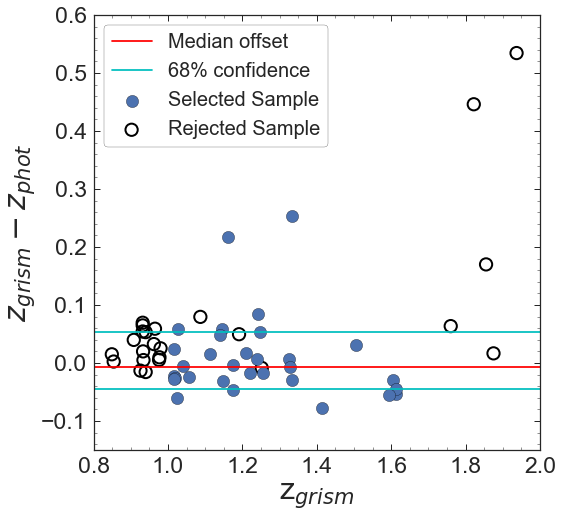 Median offset
68% confidence
Selected Sample
Rejected Sample
0.6
0.5
0.4
0.3
0.2
0.1
0.0
−0.1
z_grism − z_phot
0.8 1.0 1.2 1.4 1.6 1.8 2.0
z_grism